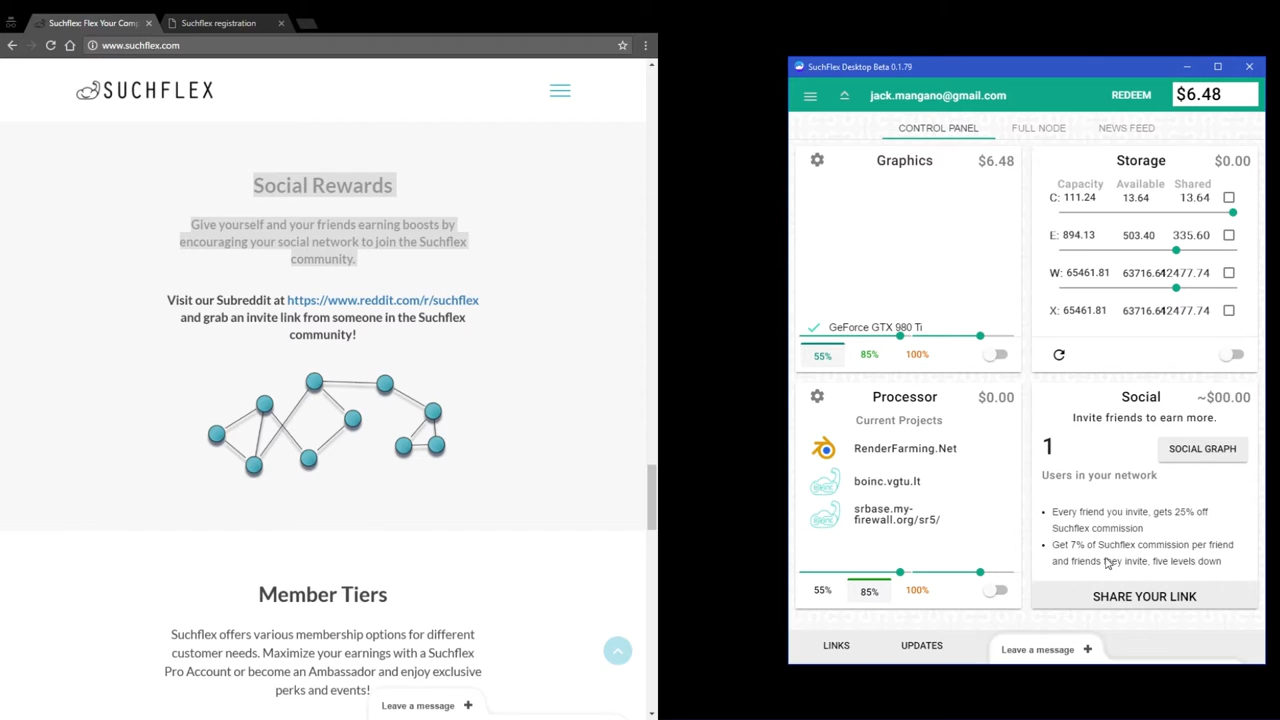 Suchflex: Flex Your Com
Suchflex registration
www.suchflex.com
SUCHFLEX
Social Rewards
Give yourself and your friends earning boosts by
encouraging your social network to join the Suchflex
community.
Visit our Subreddit at https://www.reddit.com/r/suchflex
and grab an invite link from someone in the Suchflex
community!
Member Tiers
Suchflex offers various membership options for different
customer needs. Maximize your earnings with a Suchflex
Pro Account or become an Ambassador and enjoy exclusive
perks and events!
Leave a message
SuchFlex Desktop Beta 0.1.79
jack.mangano@gmail.com REDEEM $6.48
CONTROL PANEL FULL NODE NEWS FEED
Graphics $6.48
GeForce GTX 980 Ti
55% 85% 100%
Storage $0.00
Capacity Available Shared
C: 111.24 13.64 13.64
E: 894.13 503.40 335.60
W: 65461.81 63716.61 12477.74
X: 65461.81 63716.61 12477.74
Processor $0.00
Current Projects
RenderFarming.Net
boinc.vgtu.lt
srbase.my-
firewall.org/sr5/
55% 85% 100%
Social ~$00.00
Invite friends to earn more.
1 SOCIAL GRAPH
Users in your network
Every friend you invite, gets 25% off
Suchflex commission
Get 7% of Suchflex commission per friend
and friends they invite, five levels down
SHARE YOUR LINK
LINKS UPDATES Leave a message